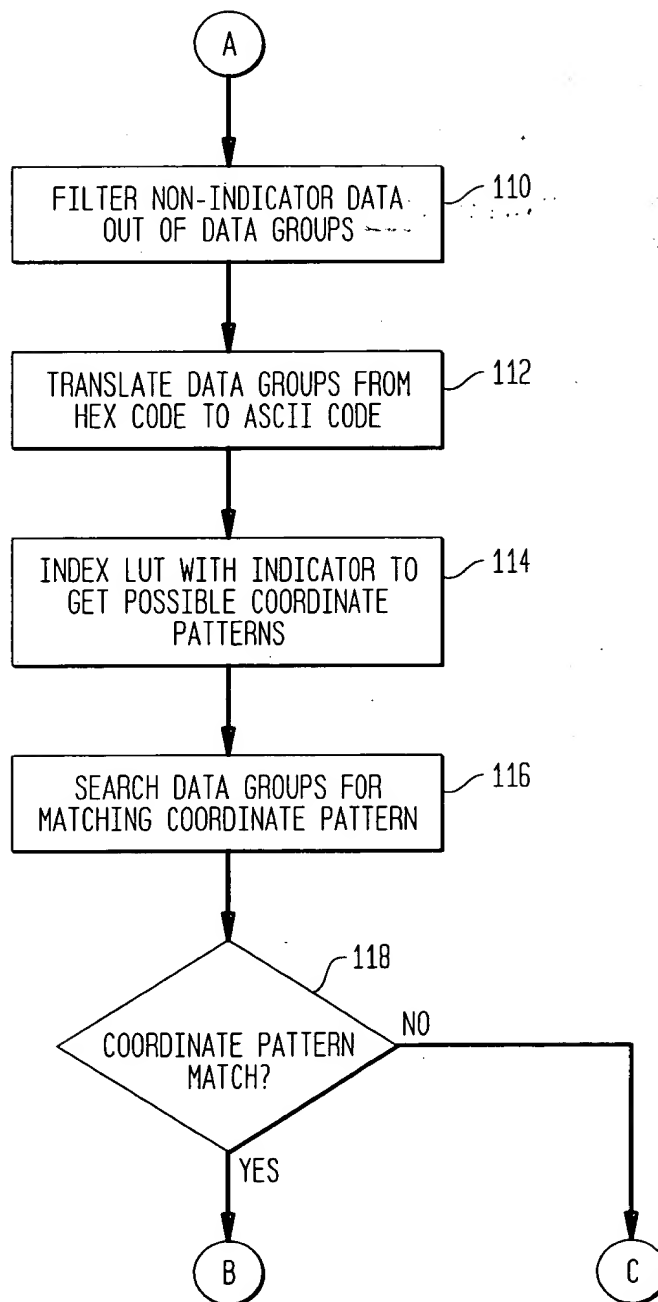 A
FILTER NON-INDICATOR DATA
OUT OF DATA GROUPS
110
TRANSLATE DATA GROUPS FROM
HEX CODE TO ASCII CODE
112
INDEX LUT WITH INDICATOR TO
GET POSSIBLE COORDINATE
PATTERNS
114
SEARCH DATA GROUPS FOR
MATCHING COORDINATE PATTERN
116
118
COORDINATE PATTERN
MATCH?
NO
YES
B
C